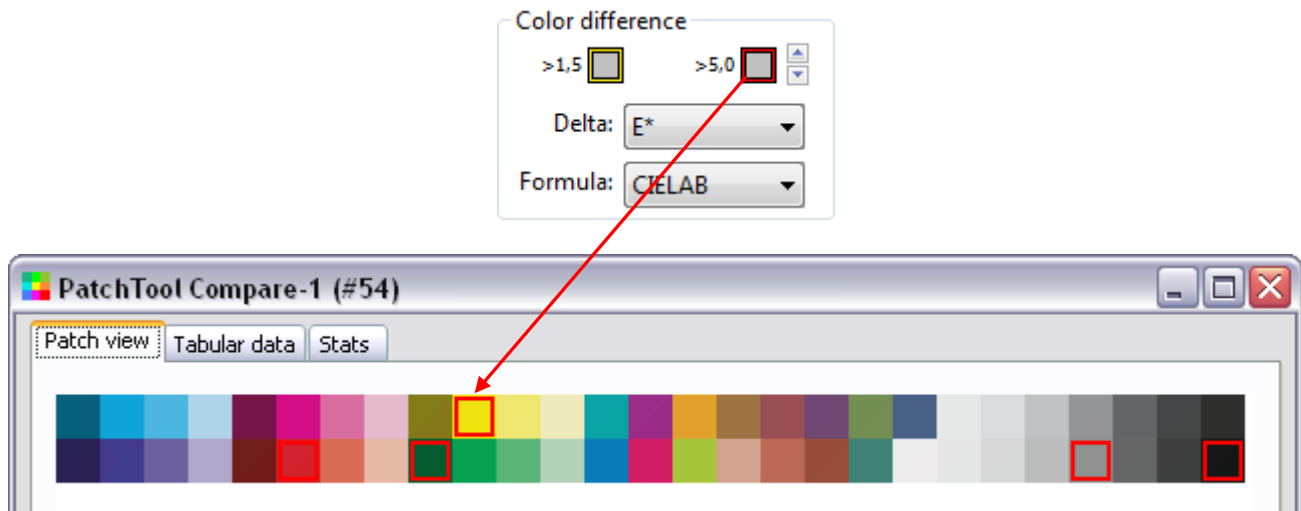 Color difference
>1,5 >5,0
Delta: E*
Formula: CIELAB
PatchTool Compare-1 (#54)
Patch view Tabular data Stats